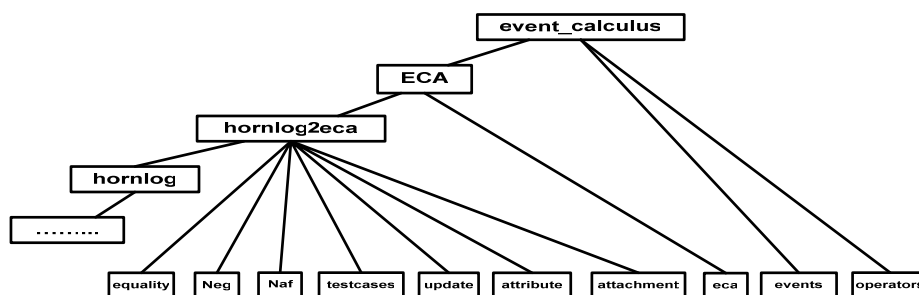 event_calculus
ECA
hornlog2eca
hornlog
.........
equality Neg Naf testcases update attribute attachment eca events operators